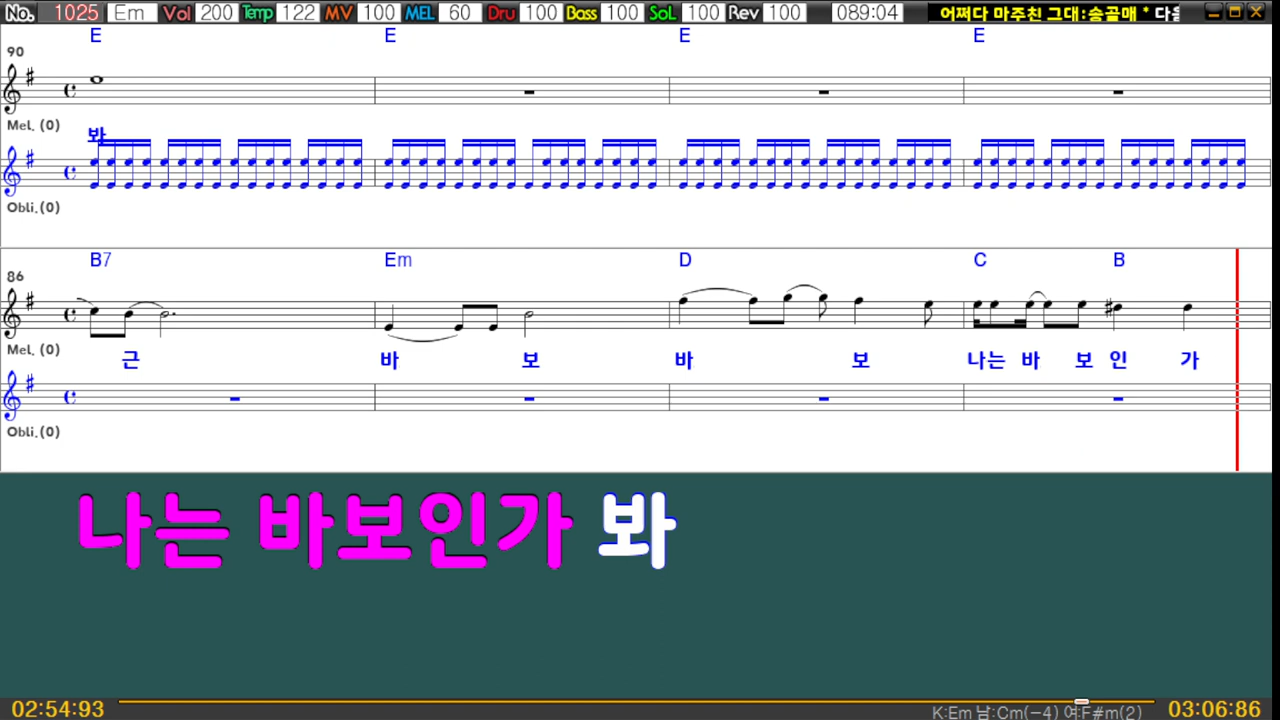 No. 1025 Em Vol 200 Temp 122 MV 100 MEL 60 Dru 100 Bass 100 SoL 100 Rev 100 089:04 어쩌다 마주친 그대:송골매 * 다음
E E E E
90
Mel. (0)
봐
Obli.(0)
B7 Em D C B
86
Mel. (0)
근 바 보 바 보 나는 바 보 인 가
Obli.(0)
나는 바보인가 봐
02:54:93 K:Em 남:Cm(-4) 여:F#m(2) 03:06:86